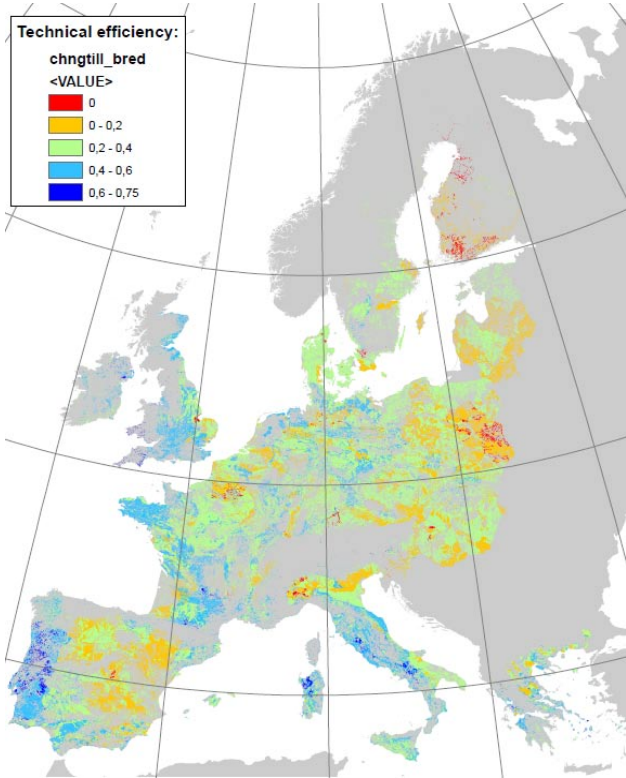 Technical efficiency:
chngtill_bred
<VALUE>
0
0 - 0,2
0,2 - 0,4
0,4 - 0,6
0,6 - 0,75